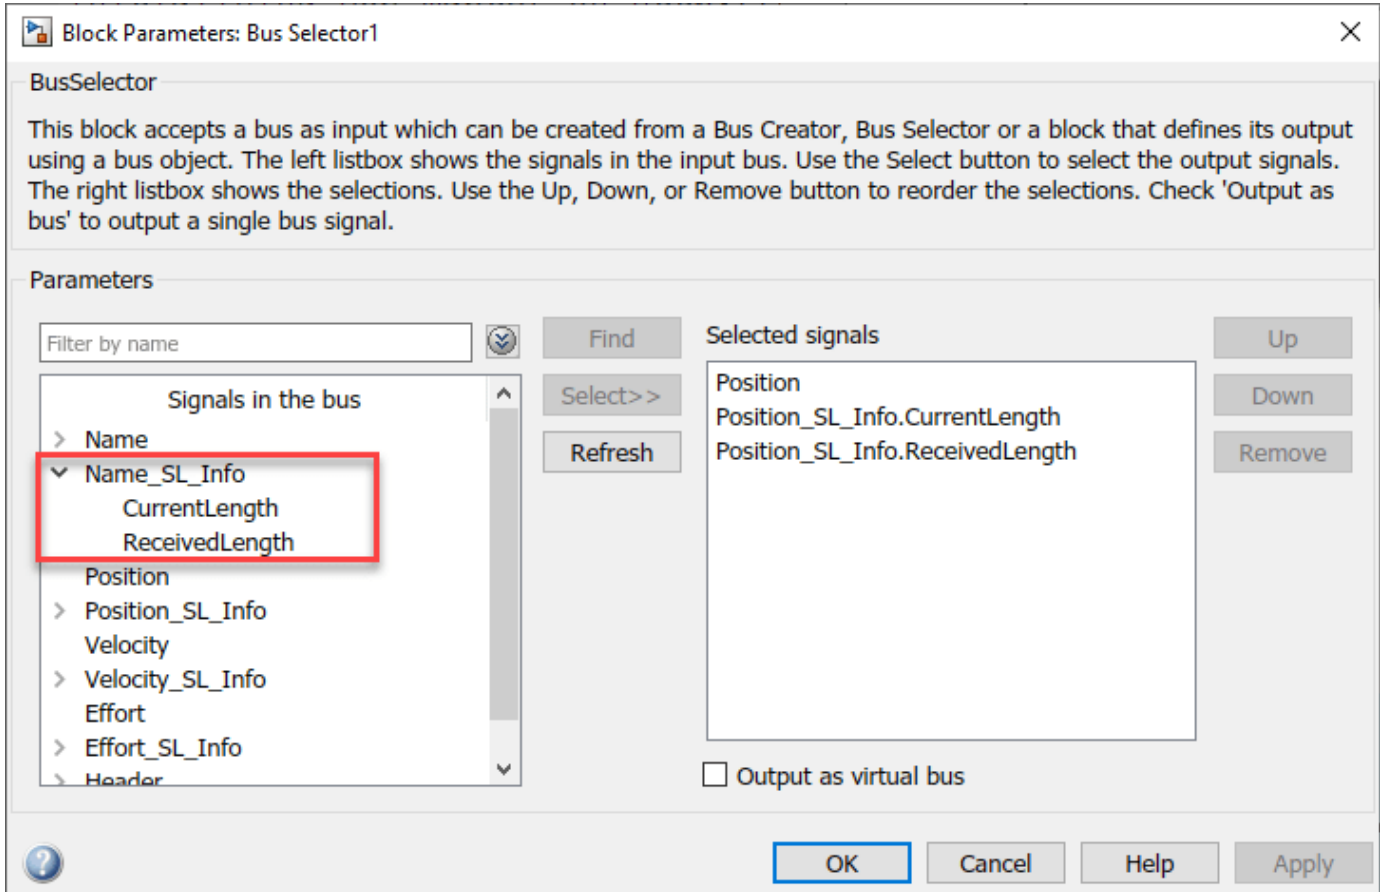 Block Parameters: Bus Selector1
BusSelector
This block accepts a bus as input which can be created from a Bus Creator, Bus Selector or a block that defines its output
using a bus object. The left listbox shows the signals in the input bus. Use the Select button to select the output signals.
The right listbox shows the selections. Use the Up, Down, or Remove button to reorder the selections. Check 'Output as
bus' to output a single bus signal.
Parameters
Filter by name
Signals in the bus
Name
Name_SL_Info
CurrentLength
ReceivedLength
Position
Position_SL_Info
Velocity
Velocity_SL_Info
Effort
Effort_SL_Info
Header
Find
Select>>
Refresh
Selected signals
Position
Position_SL_Info.CurrentLength
Position_SL_Info.ReceivedLength
Output as virtual bus
Up
Down
Remove
OK
Cancel
Help
Apply